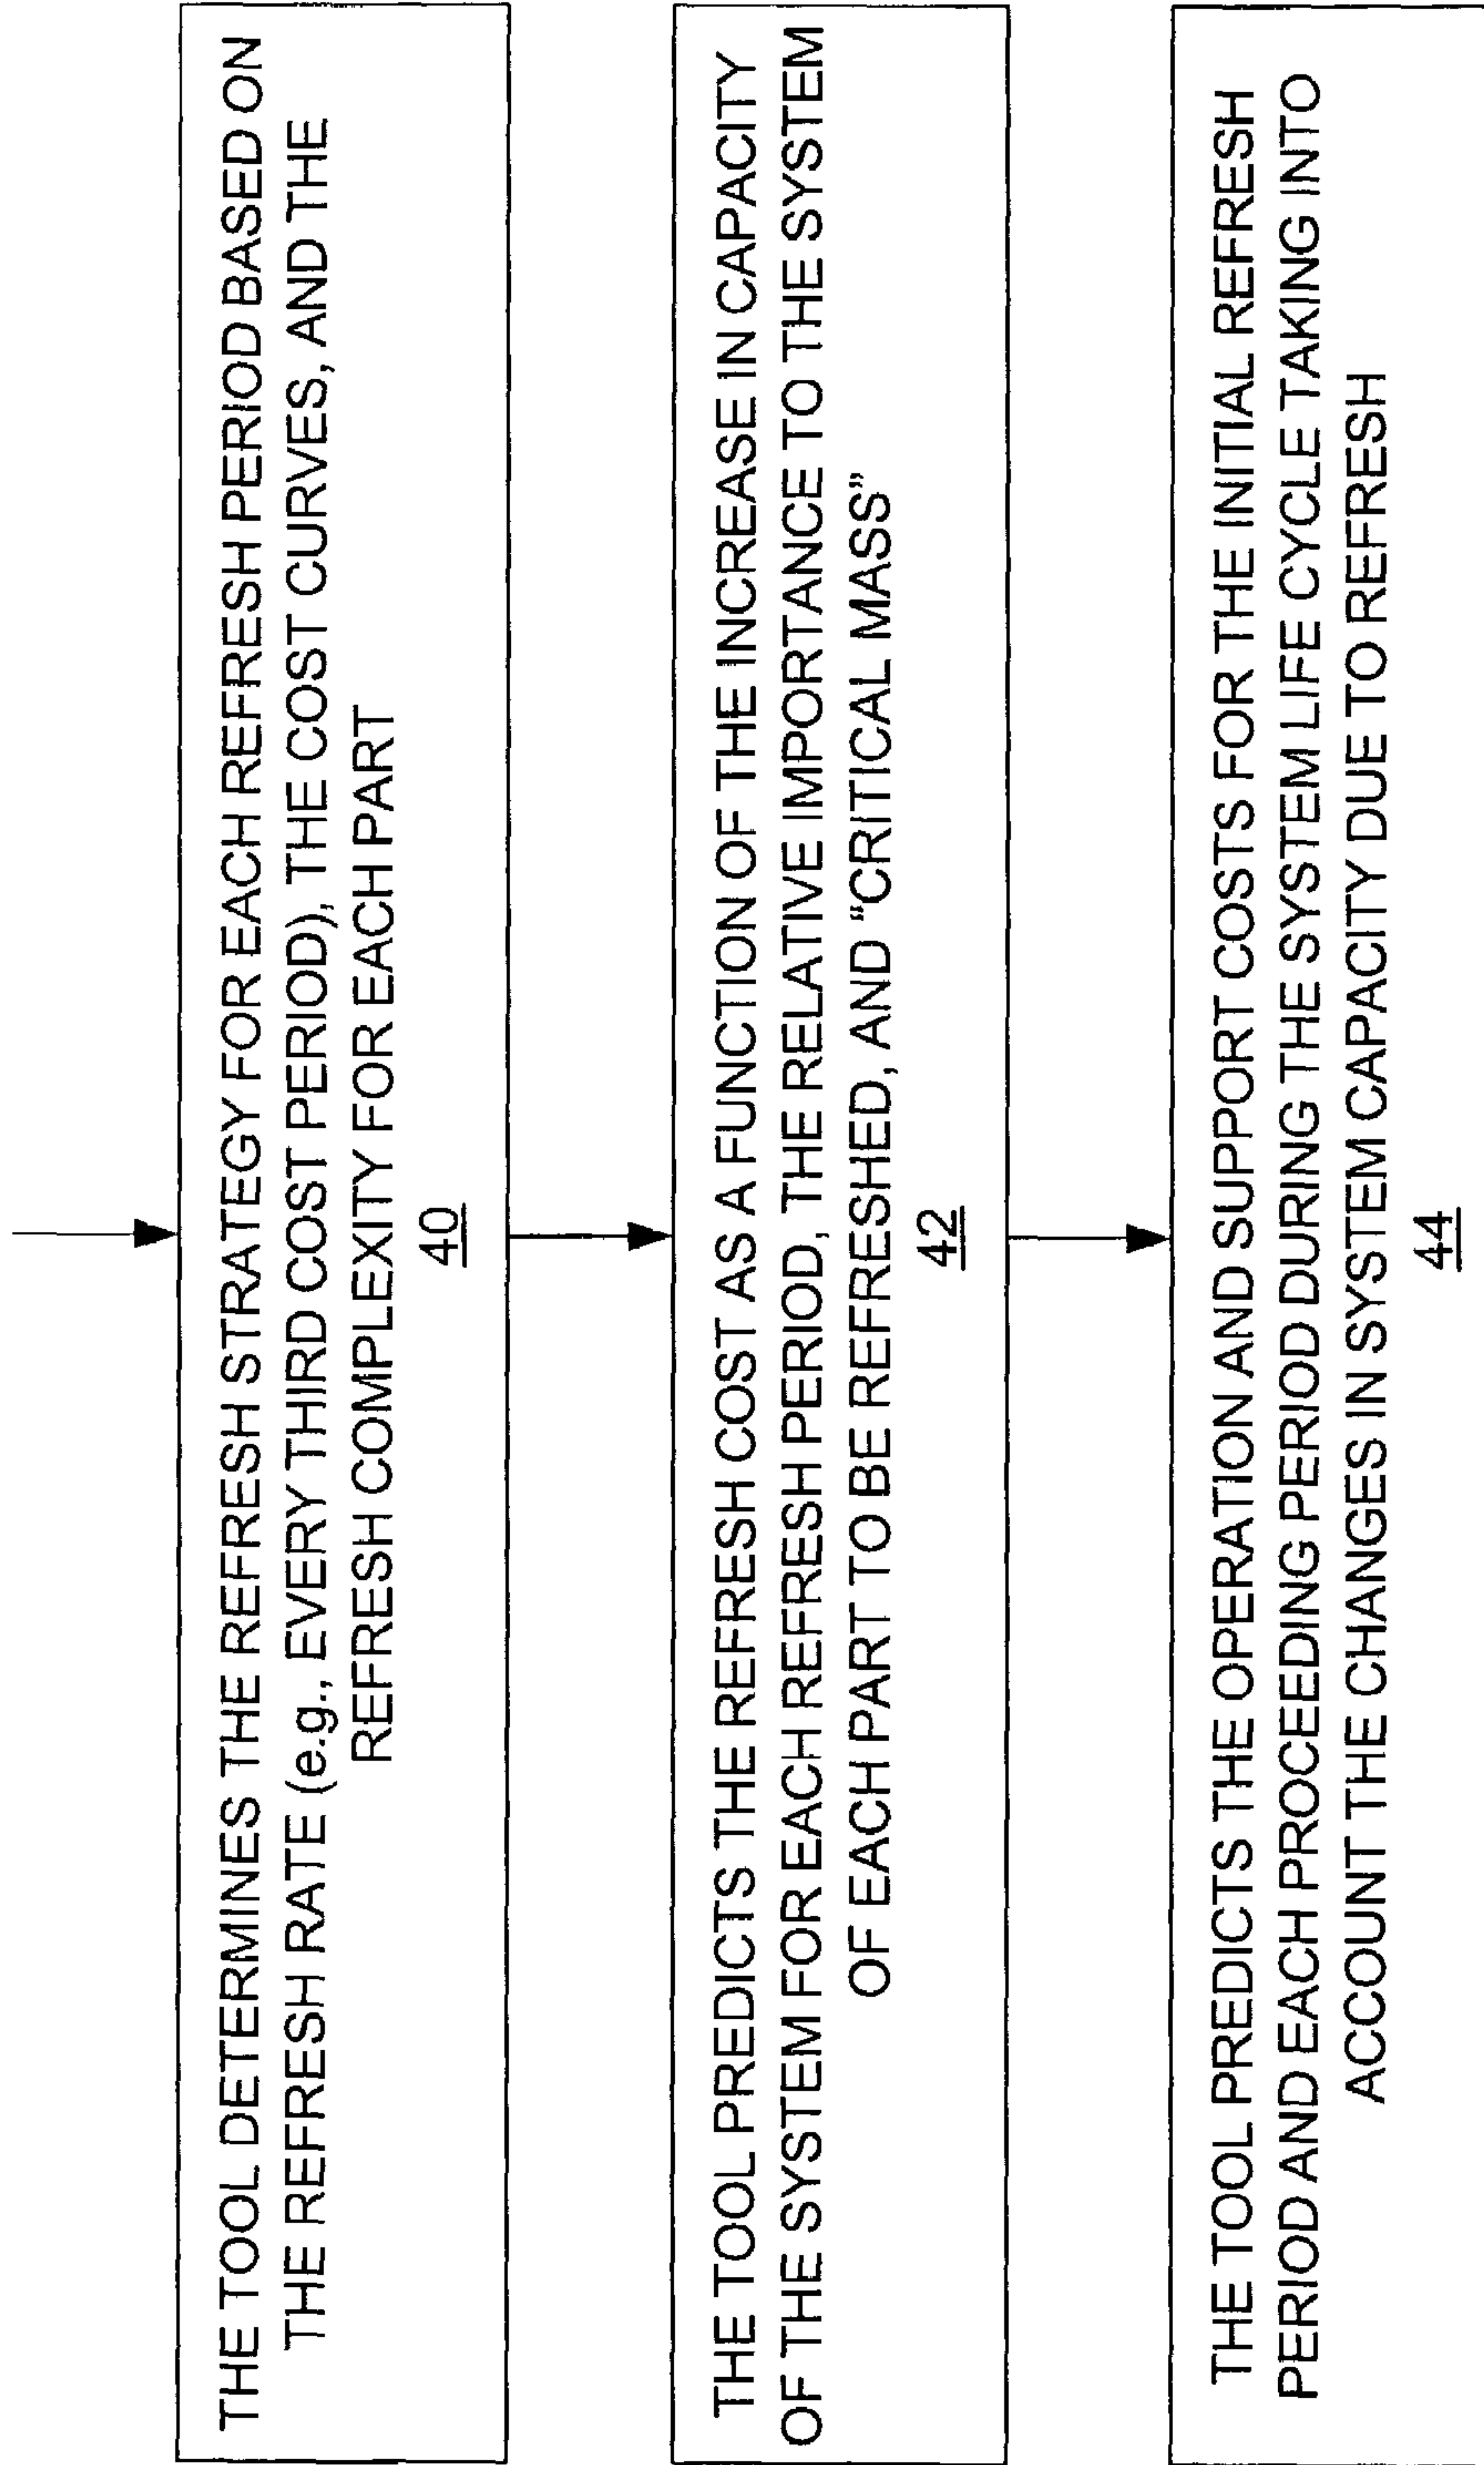 THE TOOL DETERMINES THE REFRESH STRATEGY FOR EACH REFRESH PERIOD BASED ON
THE REFRESH RATE (e.g., EVERY THIRD COST PERIOD), THE COST CURVES, AND THE
REFRESH COMPLEXITY FOR EACH PART
40
THE TOOL PREDICTS THE REFRESH COST AS A FUNCTION OF THE INCREASE IN CAPACITY
OF THE SYSTEM FOR EACH REFRESH PERIOD, THE RELATIVE IMPORTANCE TO THE SYSTEM
OF EACH PART TO BE REFRESHED, AND "CRITICAL MASS"
42
THE TOOL PREDICTS THE OPERATION AND SUPPORT COSTS FOR THE INITIAL REFRESH
PERIOD AND EACH PROCEEDING PERIOD DURING THE SYSTEM LIFE CYCLE TAKING INTO
ACCOUNT THE CHANGES IN SYSTEM CAPACITY DUE TO REFRESH
44